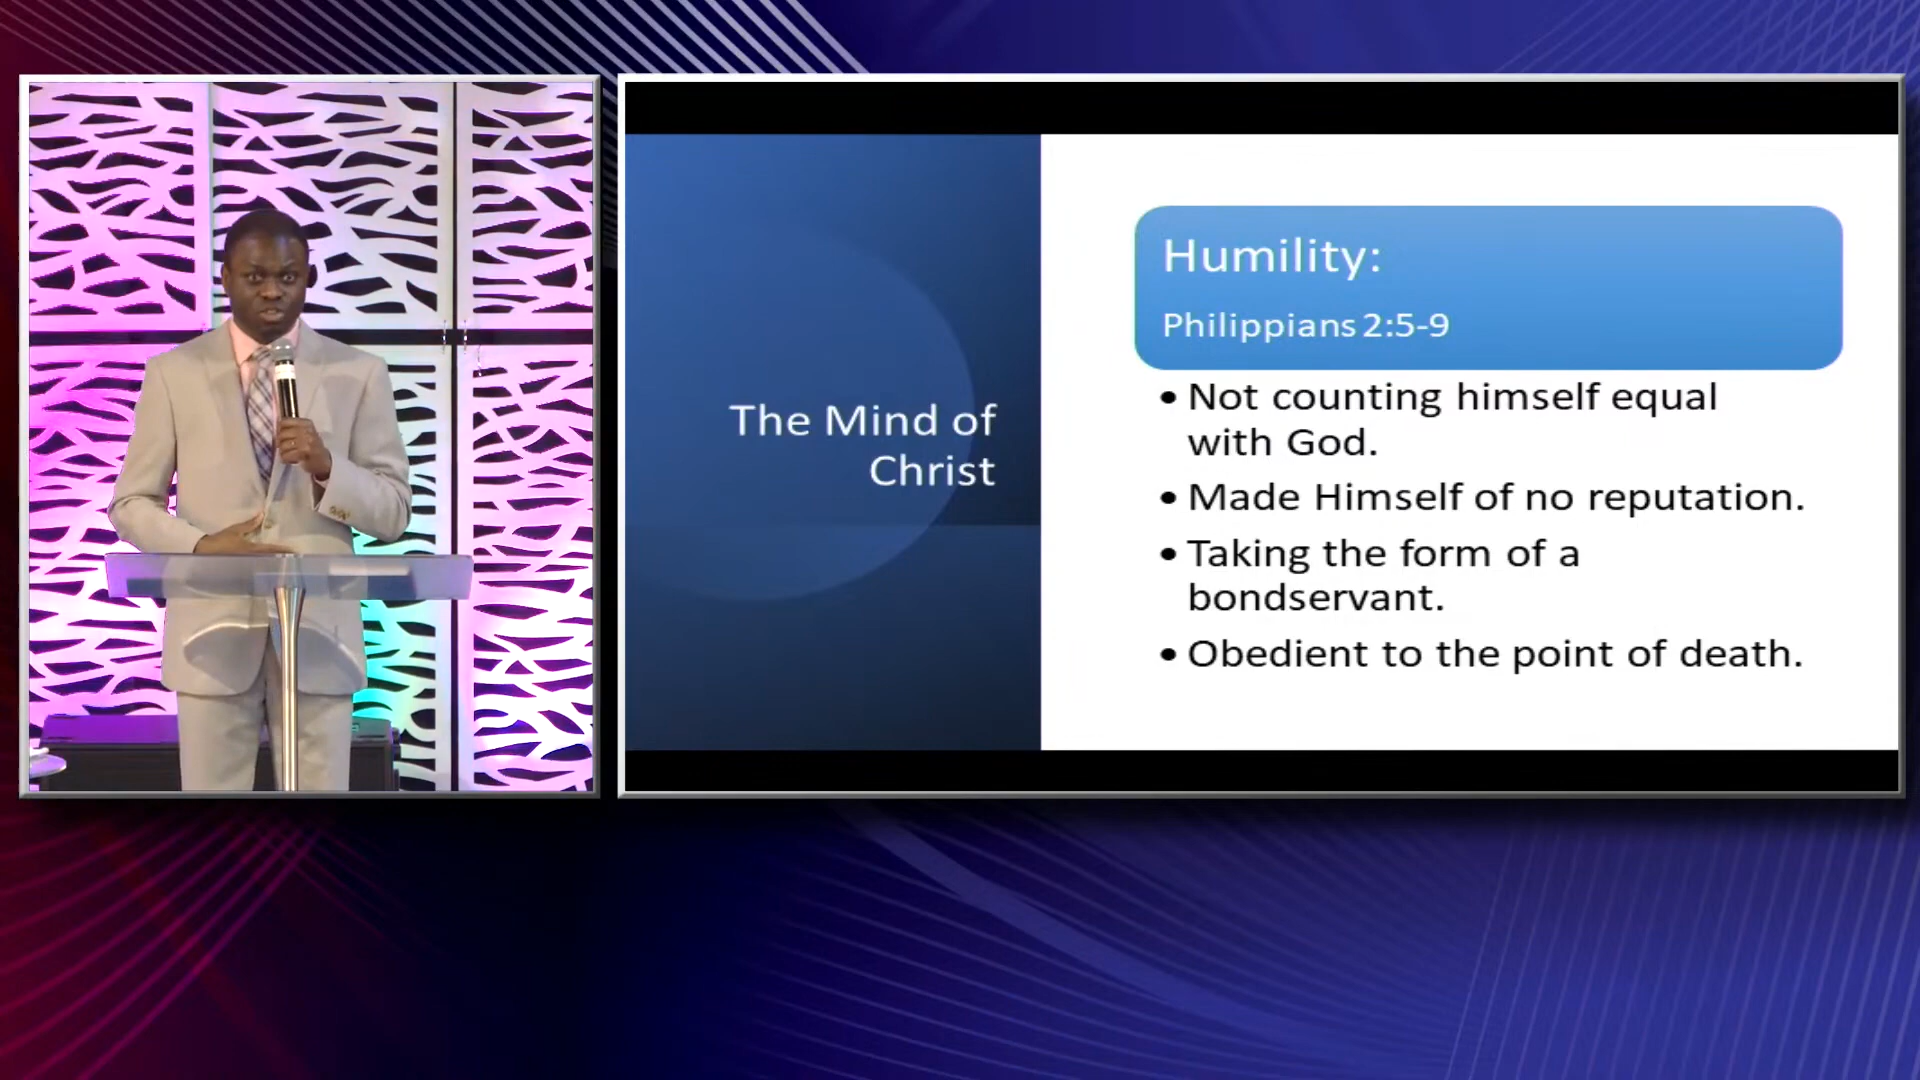 The Mind of
Christ
Humility:
Philippians 2:5-9
• Not counting himself equal
with God.
• Made Himself of no reputation.
• Taking the form of a
bondservant.
• Obedient to the point of death.